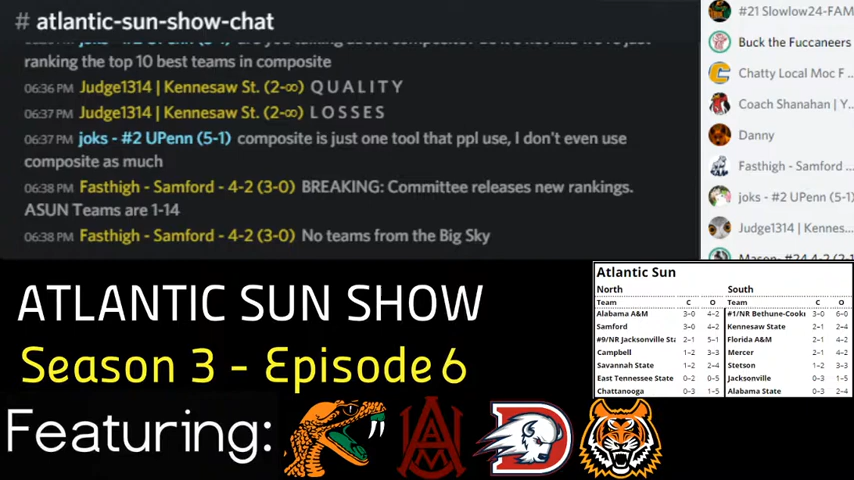 # atlantic-sun-show-chat
ranking the top 10 best teams in composite
06:36 PM Judge1314 | Kennesaw St. (2-∞) Q U A L I T Y
06:37 PM Judge1314 | Kennesaw St. (2-∞) L O S S E S
06:37 PM joks - #2 UPenn (5-1) composite is just one tool that ppl use, I don't even use
composite as much
06:38 PM Fasthigh - Samford - 4-2 (3-0) BREAKING: Committee releases new rankings.
ASUN Teams are 1-14
06:38 PM Fasthigh - Samford - 4-2 (3-0) No teams from the Big Sky
#21 Slowlow24-FAM
Buck the Fuccaneers
Chatty Local Moc F...
Coach Shanahan | Y...
Danny
Fasthigh - Samford ...
joks - #2 UPenn (5-1)
Judge1314 | Kennes...
Mason- #24 4-2 (2-1
ATLANTIC SUN SHOW
Season 3 - Episode 6
Featuring:
Atlantic Sun
North South
Team C O Team C O
Alabama A&M 3-0 4-2 #1/NR Bethune-Cooki 3-0 6-0
Samford 3-0 4-2 Kennesaw State 2-1 2-4
#9/NR Jacksonville Sta 2-1 5-1 Florida A&M 2-1 4-2
Campbell 1-2 3-3 Mercer 2-1 4-2
Savannah State 1-2 2-4 Stetson 1-2 3-3
East Tennessee State 0-2 0-5 Jacksonville 0-3 1-5
Chattanooga 0-3 1-5 Alabama State 0-3 2-4